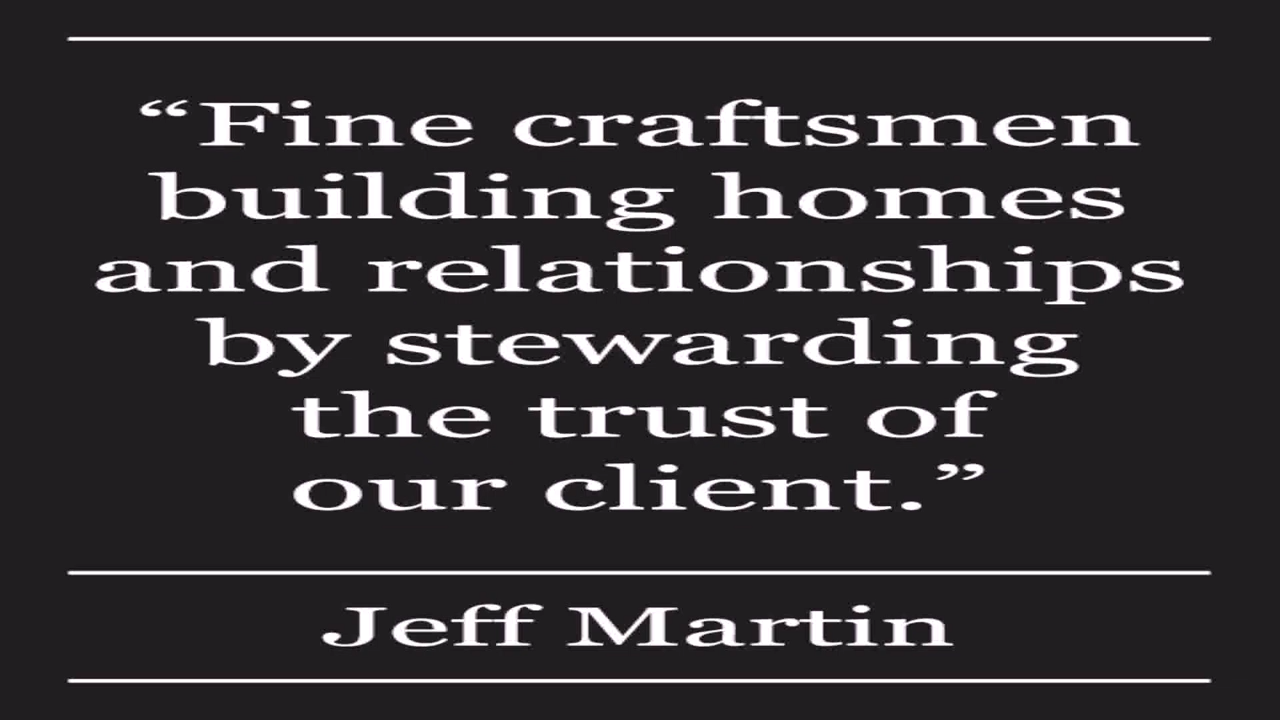 “Fine craftsmen
building homes
and relationships
by stewarding
the trust of
our client.”
Jeff Martin